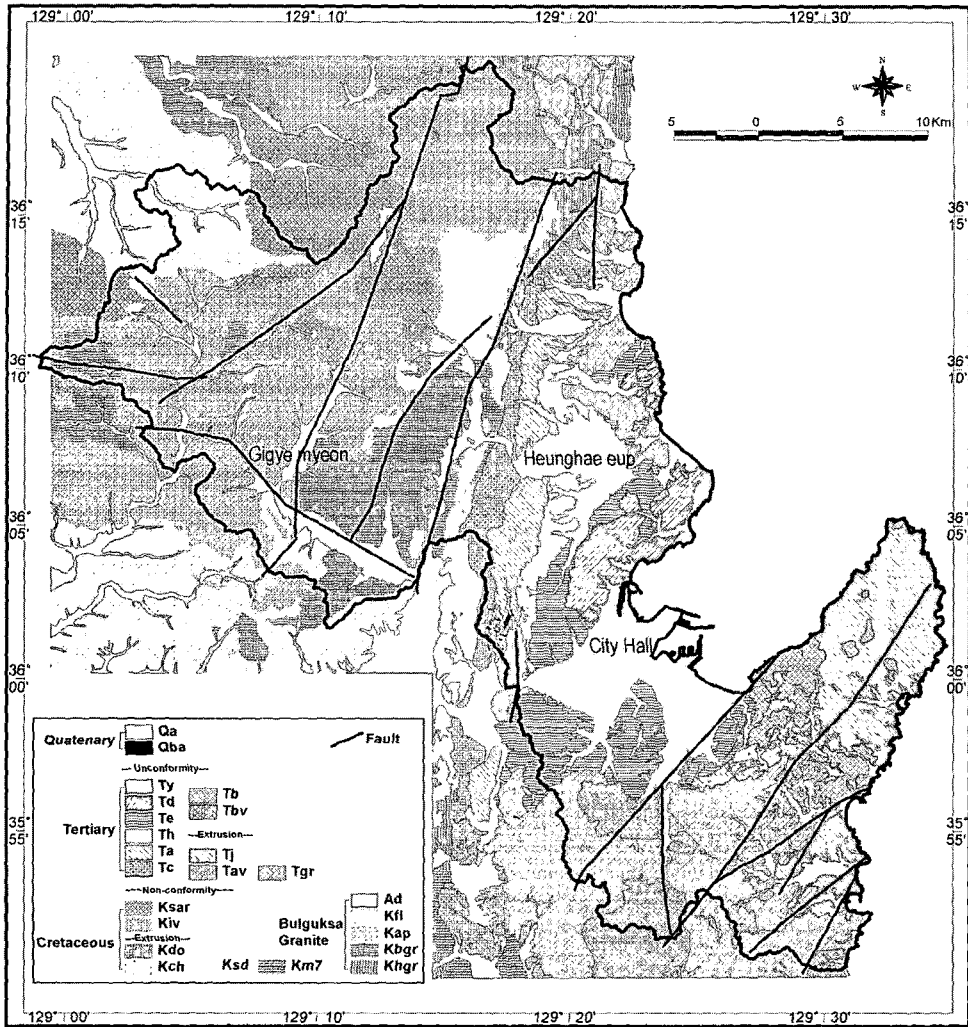 129° 00' 129° 10' 129° 20' 129° 30'
N
W E
S
5 0 5 10 Km
36° 15' 36° 15'
36° 10' 36° 10'
Gigye myeon Heunghae eup
36° 05' 36° 05'
City Hall
36° 00' 36° 00'
35° 55' 35° 55'
Quaternary Qa
Qba
Fault
Unconformity
Tertiary
Ty
Td
Te
Th
Ta
Tc
Tb
Tbv
Extrusion
Tj
Tav Tgr
Non-conformity
Cretaceous
Ksar
Kiv
Extrusion
Kdo
Kch
Ksd Km7
Bulguksa Granite
Ad
Kfl
Kap
Kbgr
Khgr
129° 00' 129° 10' 129° 20' 129° 30'